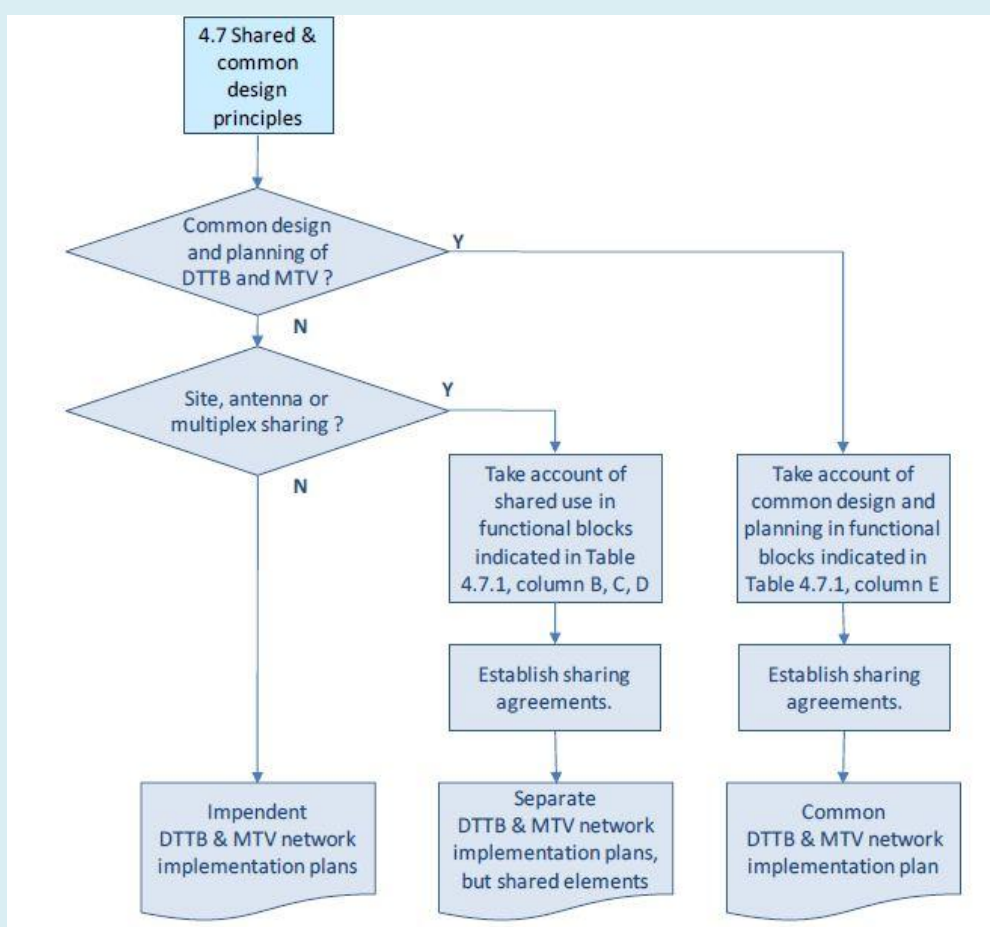 4.7 Shared &
common
design
principles
Common design
and planning of
DTTB and MTV ?
Y
N
Site, antenna or
multiplex sharing ?
Y
N
Take account of
shared use in
functional blocks
indicated in Table
4.7.1, column B, C, D
Take account of
common design and
planning in functional
blocks indicated in
Table 4.7.1, column E
Establish sharing
agreements.
Establish sharing
agreements.
Impendent
DTTB & MTV network
implementation plans
Separate
DTTB & MTV network
implementation plans,
but shared elements
Common
DTTB & MTV network
implementation plan